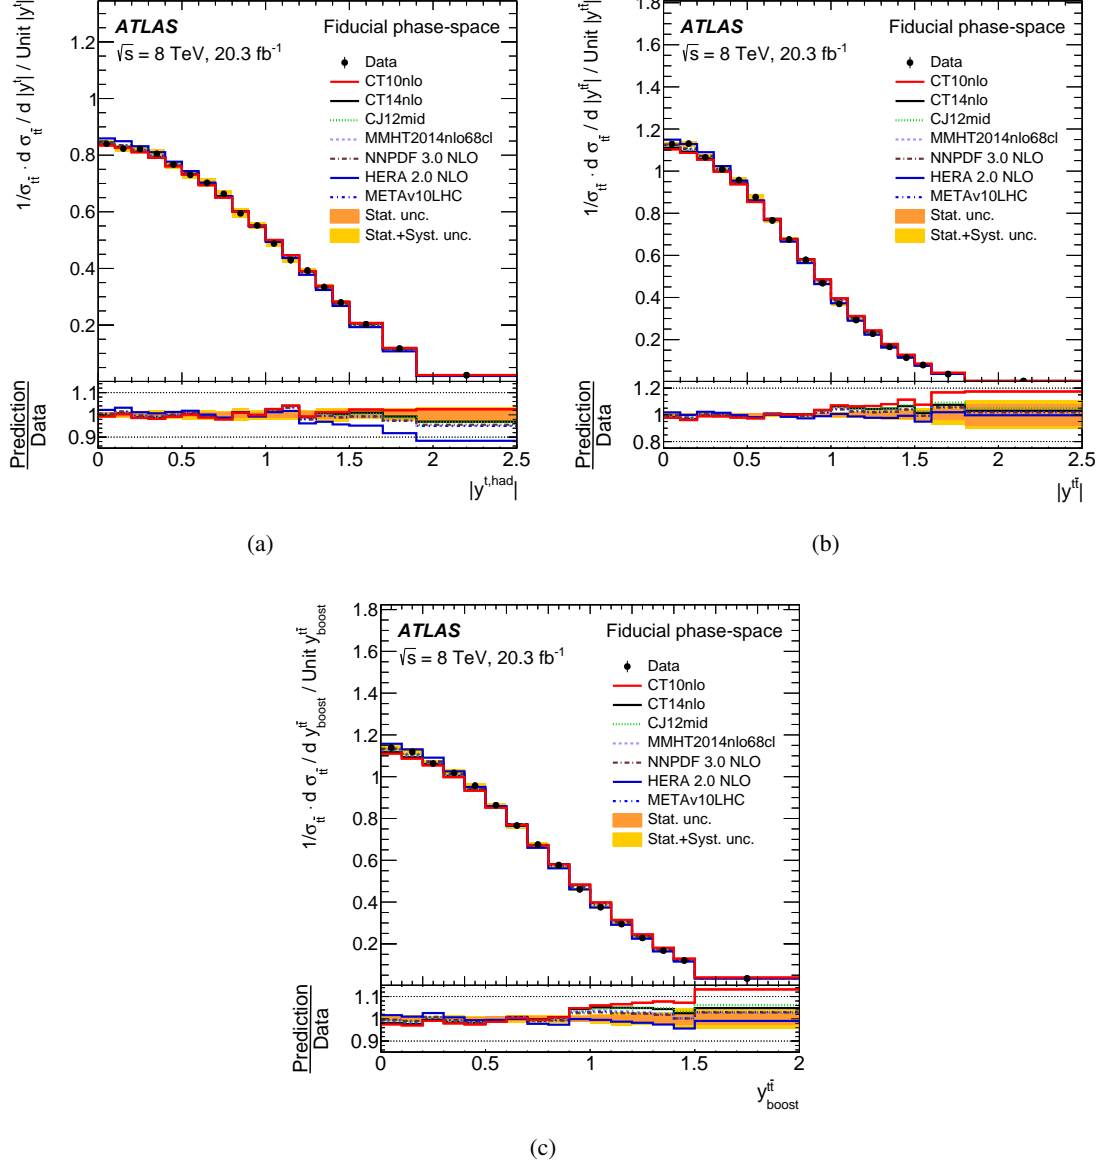 1/σ_tt̄ · d σ_tt̄ / d |y^t| / Unit |y^t|
ATLAS Fiducial phase-space
√s = 8 TeV, 20.3 fb⁻¹
Data
CT10nlo
CT14nlo
CJ12mid
MMHT2014nlo68cl
NNPDF 3.0 NLO
HERA 2.0 NLO
METAv10LHC
Stat. unc.
Stat.+Syst. unc.
1.2
1
0.8
0.6
0.4
0.2
Prediction
Data
1.1
1
0.9
0 0.5 1 1.5 2 2.5
|y^t,had|
(a)
1/σ_tt̄ · d σ_tt̄ / d |y^tt̄| / Unit |y^tt̄|
ATLAS Fiducial phase-space
√s = 8 TeV, 20.3 fb⁻¹
Data
CT10nlo
CT14nlo
CJ12mid
MMHT2014nlo68cl
NNPDF 3.0 NLO
HERA 2.0 NLO
METAv10LHC
Stat. unc.
Stat.+Syst. unc.
1.8
1.6
1.4
1.2
1
0.8
0.6
0.4
0.2
Prediction
Data
1.2
1
0.8
0 0.5 1 1.5 2 2.5
|y^tt̄|
(b)
1/σ_tt̄ · d σ_tt̄ / d y^tt̄_boost / Unit y^tt̄_boost
ATLAS Fiducial phase-space
√s = 8 TeV, 20.3 fb⁻¹
Data
CT10nlo
CT14nlo
CJ12mid
MMHT2014nlo68cl
NNPDF 3.0 NLO
HERA 2.0 NLO
METAv10LHC
Stat. unc.
Stat.+Syst. unc.
1.8
1.6
1.4
1.2
1
0.8
0.6
0.4
0.2
Prediction
Data
1.1
1
0.9
0 0.5 1 1.5 2
y^tt̄_boost
(c)